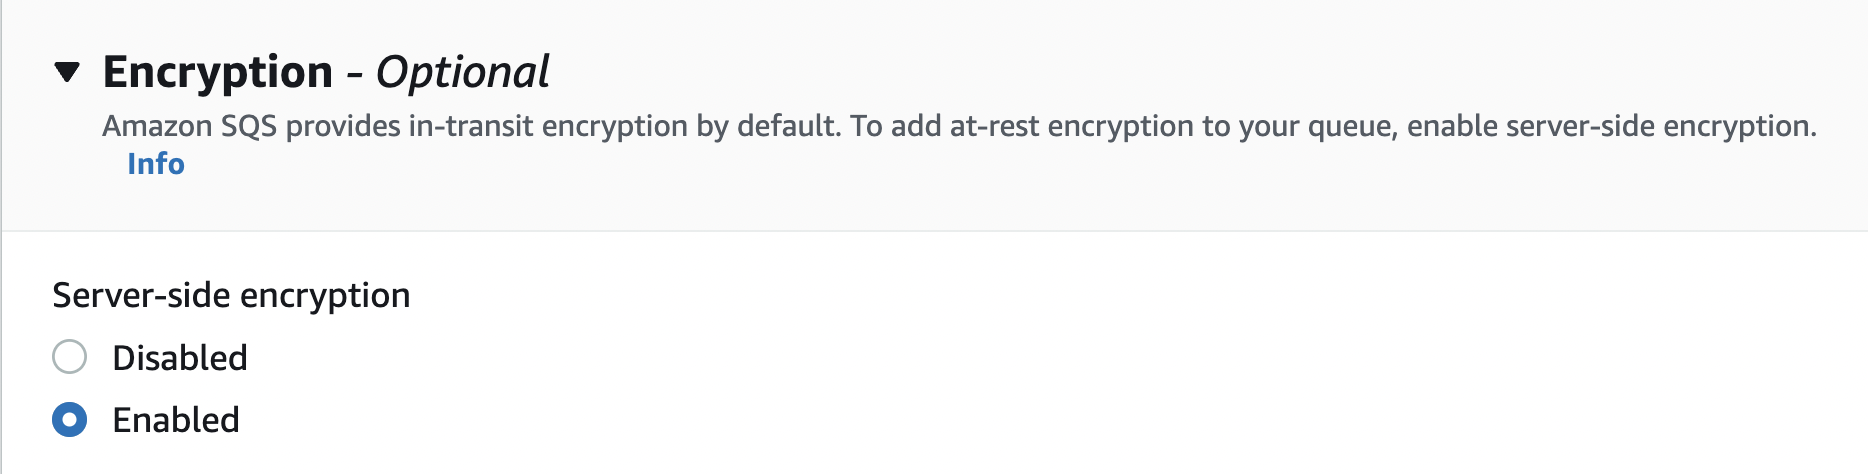 Encryption - Optional
Amazon SQS provides in-transit encryption by default. To add at-rest encryption to your queue, enable server-side encryption.
Info
Server-side encryption
Disabled
Enabled